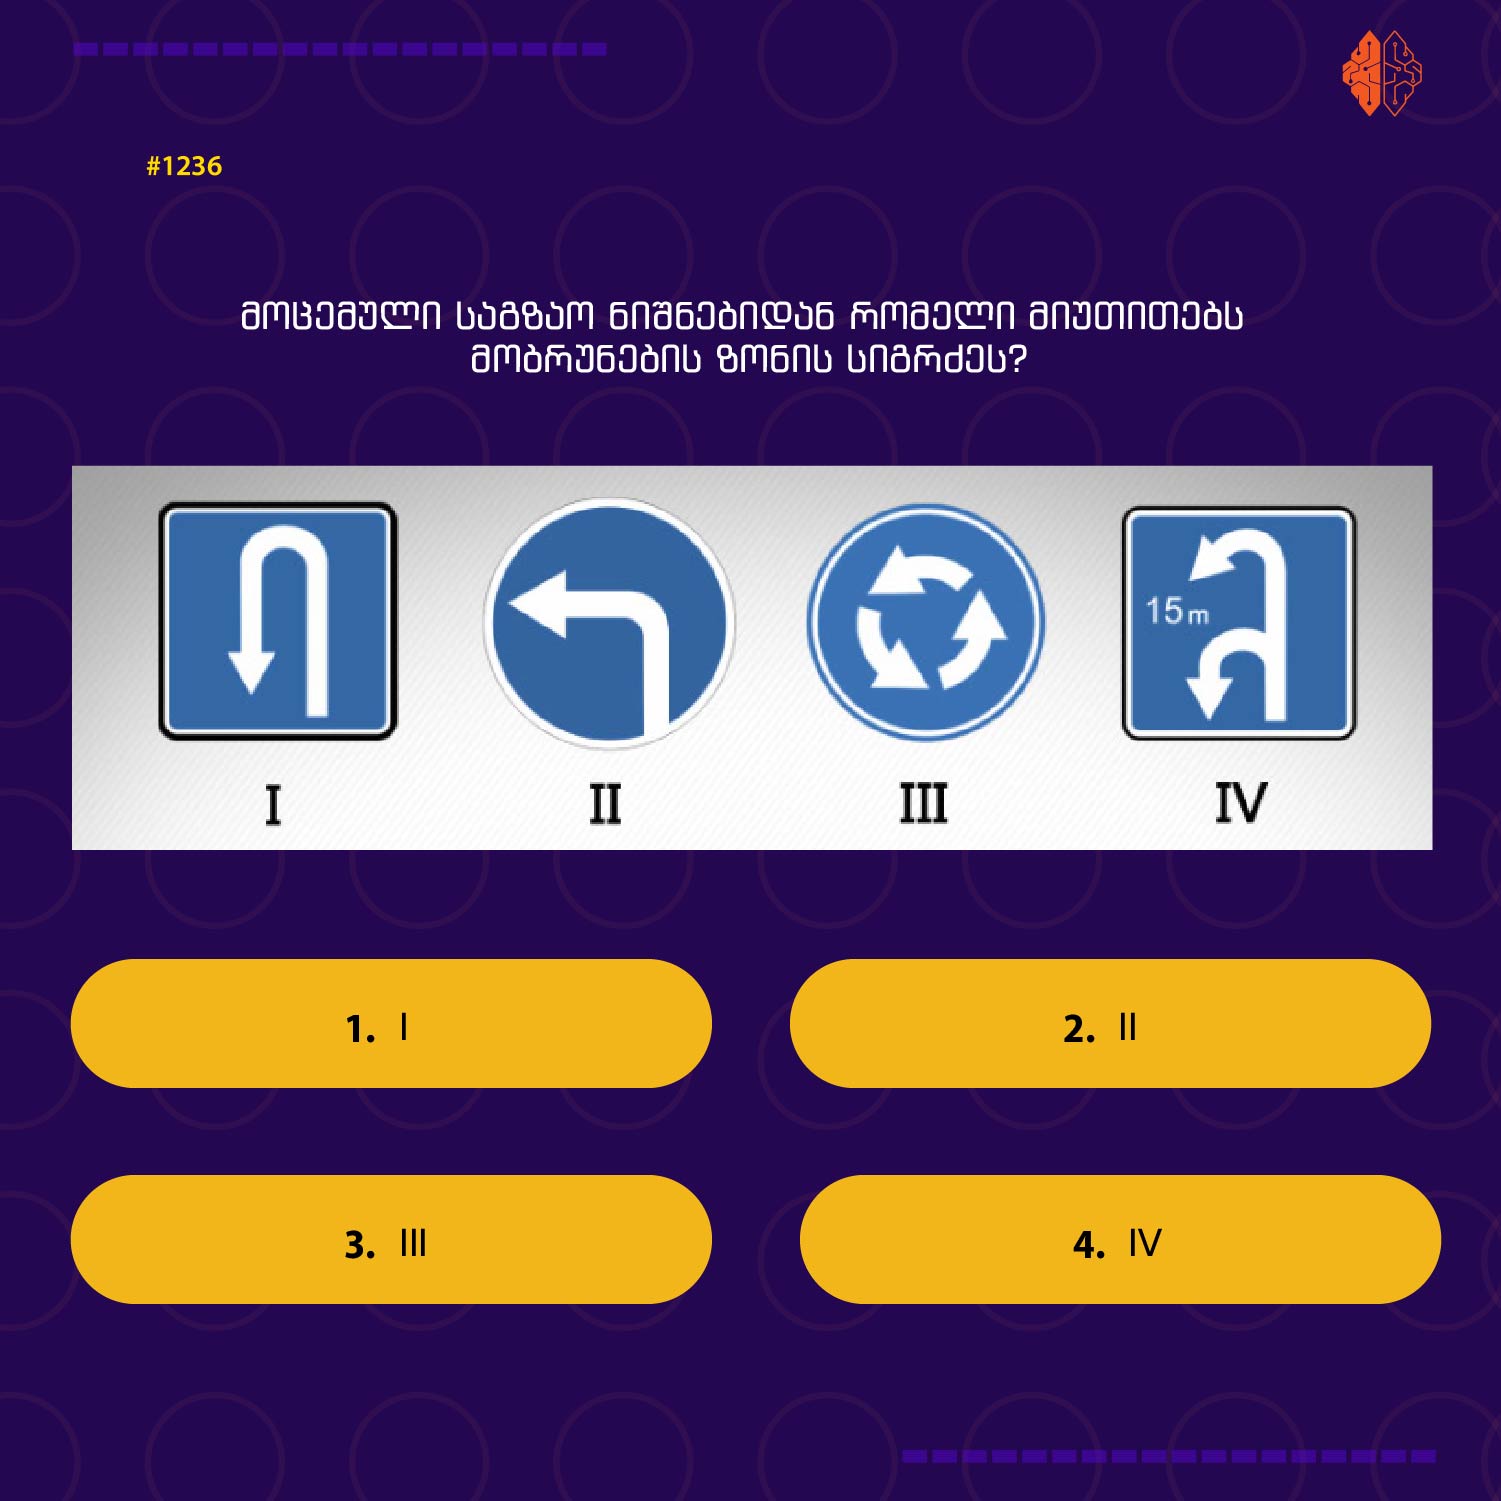 #1236
მოცემული საგზაო ნიშნებიდან რომელი მიუთითებს
მობრუნების ზონის სიგრძეს?
15m
I II III IV
1. I
2. II
3. III
4. IV